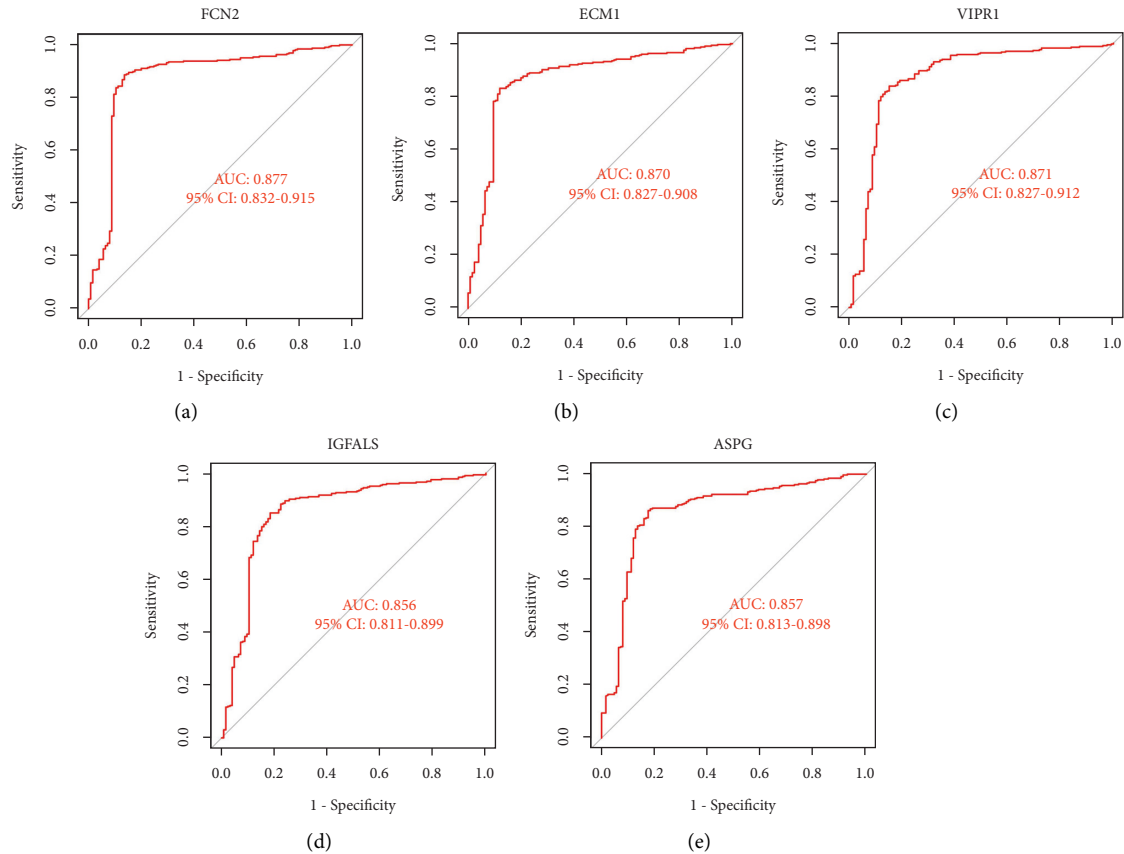 FCN2
Sensitivity
0.0 0.2 0.4 0.6 0.8 1.0
AUC: 0.877
95% CI: 0.832-0.915
0.0 0.2 0.4 0.6 0.8 1.0
1 - Specificity
(a)
ECM1
Sensitivity
0.0 0.2 0.4 0.6 0.8 1.0
AUC: 0.870
95% CI: 0.827-0.908
0.0 0.2 0.4 0.6 0.8 1.0
1 - Specificity
(b)
VIPR1
Sensitivity
0.0 0.2 0.4 0.6 0.8 1.0
AUC: 0.871
95% CI: 0.827-0.912
0.0 0.2 0.4 0.6 0.8 1.0
1 - Specificity
(c)
IGFALS
Sensitivity
0.0 0.2 0.4 0.6 0.8 1.0
AUC: 0.856
95% CI: 0.811-0.899
0.0 0.2 0.4 0.6 0.8 1.0
1 - Specificity
(d)
ASPG
Sensitivity
0.0 0.2 0.4 0.6 0.8 1.0
AUC: 0.857
95% CI: 0.813-0.898
0.0 0.2 0.4 0.6 0.8 1.0
1 - Specificity
(e)